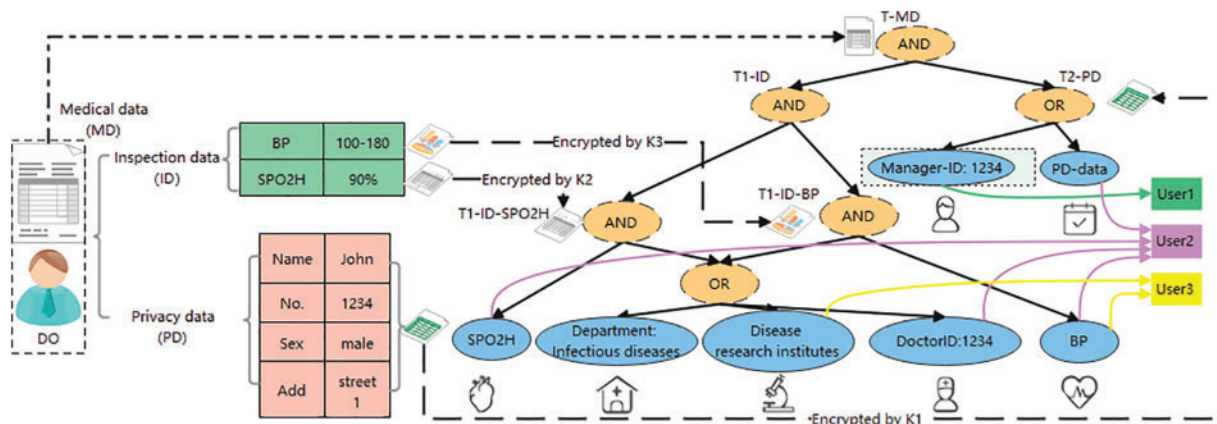 T-MD
AND
T1-ID
AND
T2-PD
OR
Medical data
(MD)
Inspection data
(ID)
BP
100-180
SPO2H
90%
Encrypted by K3
Encrypted by K2
T1-ID-SPO2H
AND
T1-ID-BP
AND
Manager-ID: 1234
PD-data
User1
User2
User3
OR
Name
John
No.
1234
Sex
male
Add
street
1
Privacy data
(PD)
DO
SPO2H
Department:
Infectious diseases
Disease
research institutes
DoctorID:1234
BP
Encrypted by K1